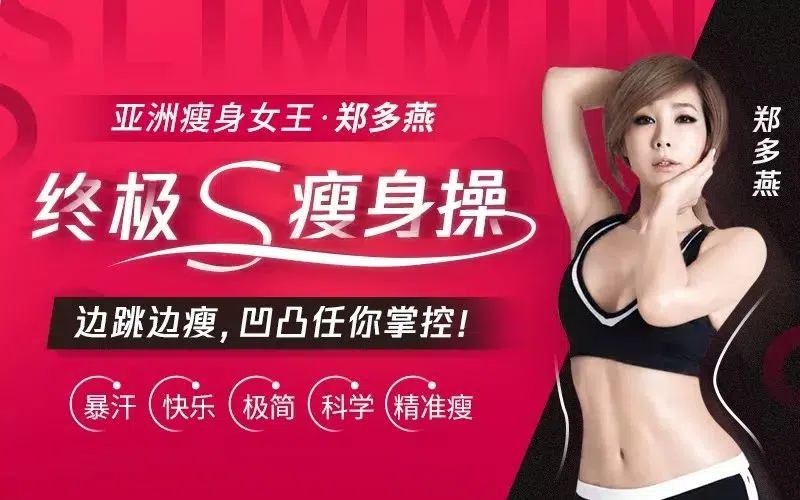 SLIMMIN
亚洲瘦身女王·郑多燕
终极S瘦身操
边跳边瘦,凹凸任你掌控!
暴汗 快乐 极简 科学 精准瘦
郑多燕